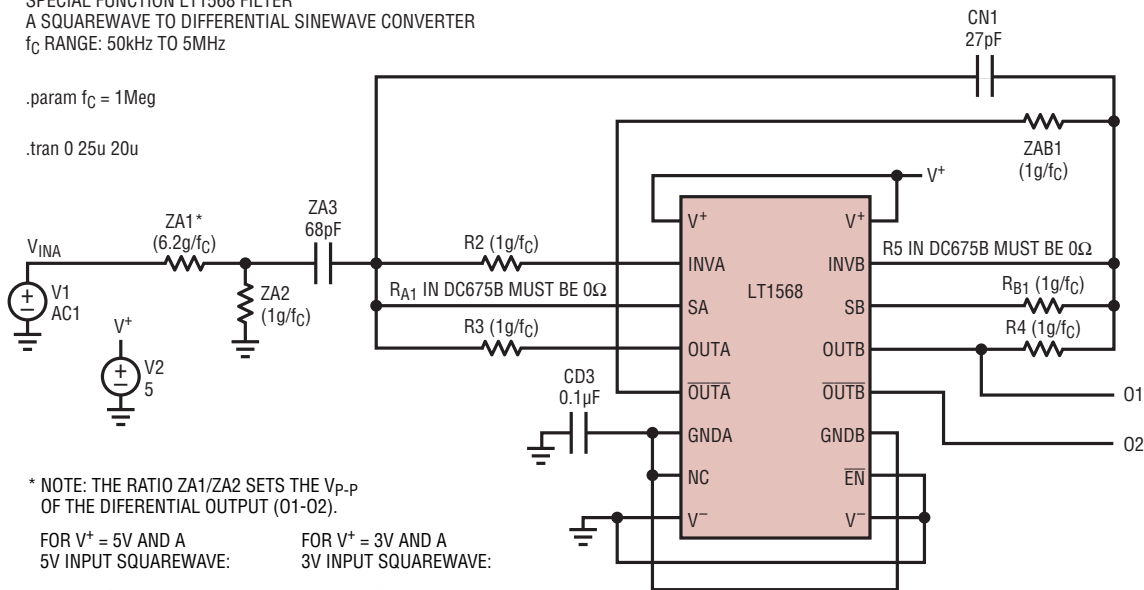 SPECIAL FUNCTION LT1568 FILTER
A SQUAREWAVE TO DIFFERENTIAL SINEWAVE CONVERTER
fC RANGE: 50kHz TO 5MHz
.param fC = 1Meg
.tran 0 25u 20u
CN1
27pF
ZAB1
(1g/fC)
V+
ZA1*
(6.2g/fC)
ZA3
68pF
VINA
V1
AC1
ZA2
(1g/fC)
V+
V2
5
R2 (1g/fC)
RA1 IN DC675B MUST BE 0Ω
R3 (1g/fC)
CD3
0.1µF
LT1568
V+
INVA
SA
OUTA
OUTA
GNDA
NC
V–
V+
INVB
SB
OUTB
OUTB
GNDB
EN
V–
R5 IN DC675B MUST BE 0Ω
RB1 (1g/fC)
R4 (1g/fC)
O1
O2
* NOTE: THE RATIO ZA1/ZA2 SETS THE VP-P
OF THE DIFERENTIAL OUTPUT (O1-O2).
FOR V+ = 5V AND A
5V INPUT SQUAREWAVE:
FOR V+ = 3V AND A
3V INPUT SQUAREWAVE: